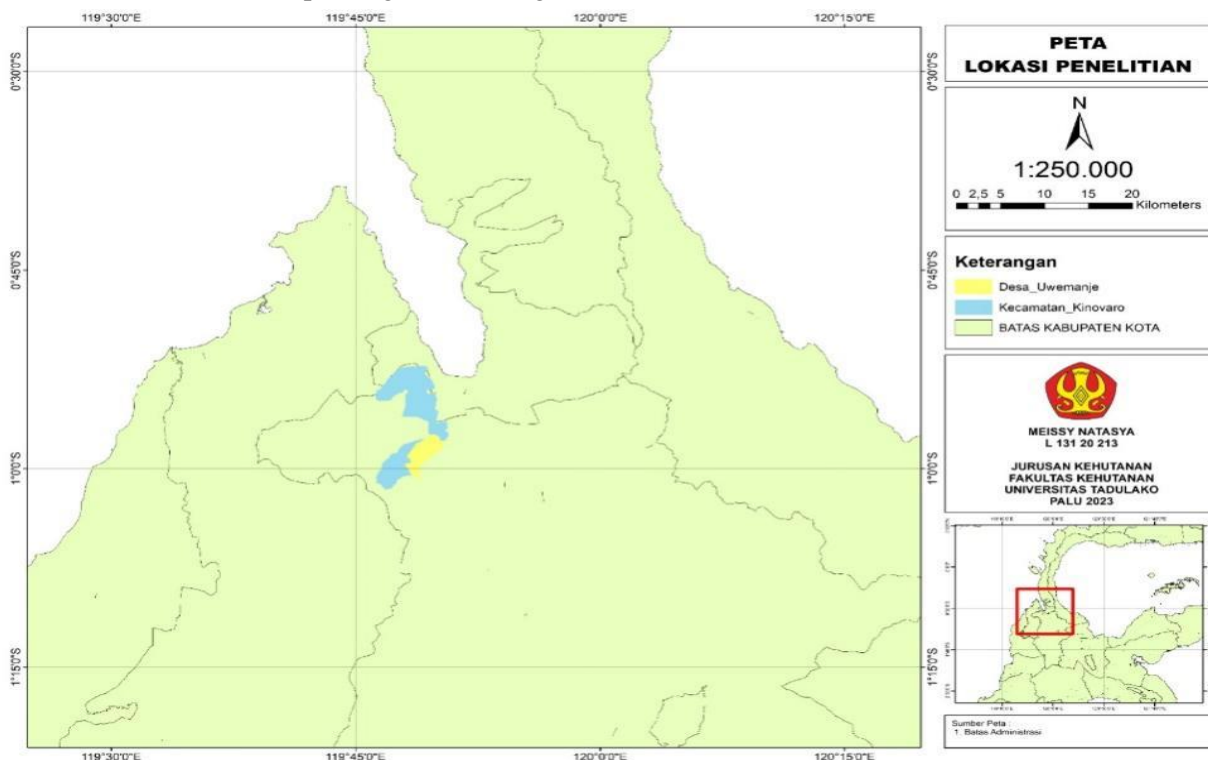 119°30'0"E 119°45'0"E 120°0'0"E 120°15'0"E
0°30'0"S 0°30'0"S
0°45'0"S 0°45'0"S
1°0'0"S 1°0'0"S
1°15'0"S 1°15'0"S
119°30'0"E 119°45'0"E 120°0'0"E 120°15'0"E
PETA
LOKASI PENELITIAN
N
1:250.000
0 2,5 5 10 15 20
Kilometers
Keterangan
Desa_Uwemanje
Kecamatan_Kinovaro
BATAS KABUPATEN KOTA
MEISSY NATASYA
L 131 20 213
JURUSAN KEHUTANAN
FAKULTAS KEHUTANAN
UNIVERSITAS TADULAKO
PALU 2023
Sumber Peta :
1. Batas Administrasi